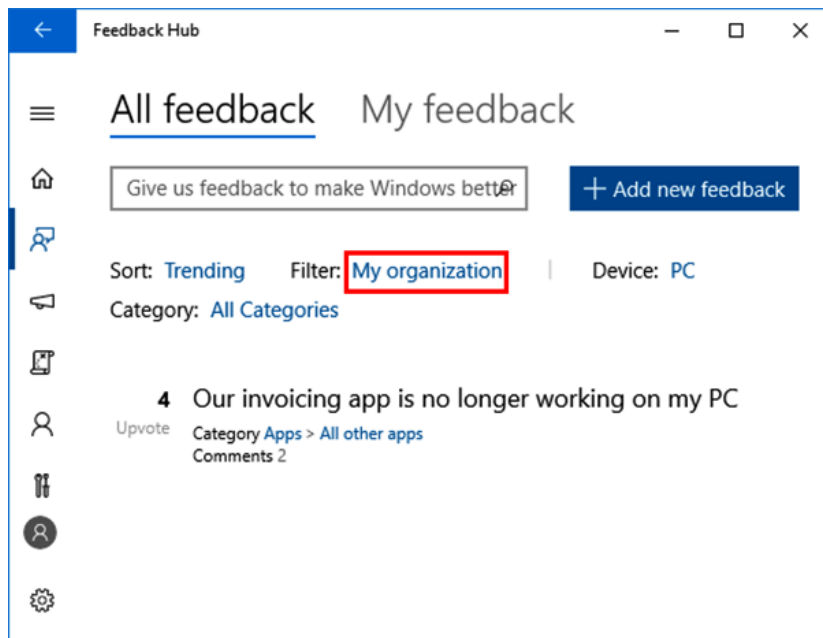 Feedback Hub
All feedback My feedback
Give us feedback to make Windows better
+ Add new feedback
Sort: Trending Filter: My organization | Device: PC
Category: All Categories
4 Our invoicing app is no longer working on my PC
Upvote Category Apps > All other apps
Comments 2